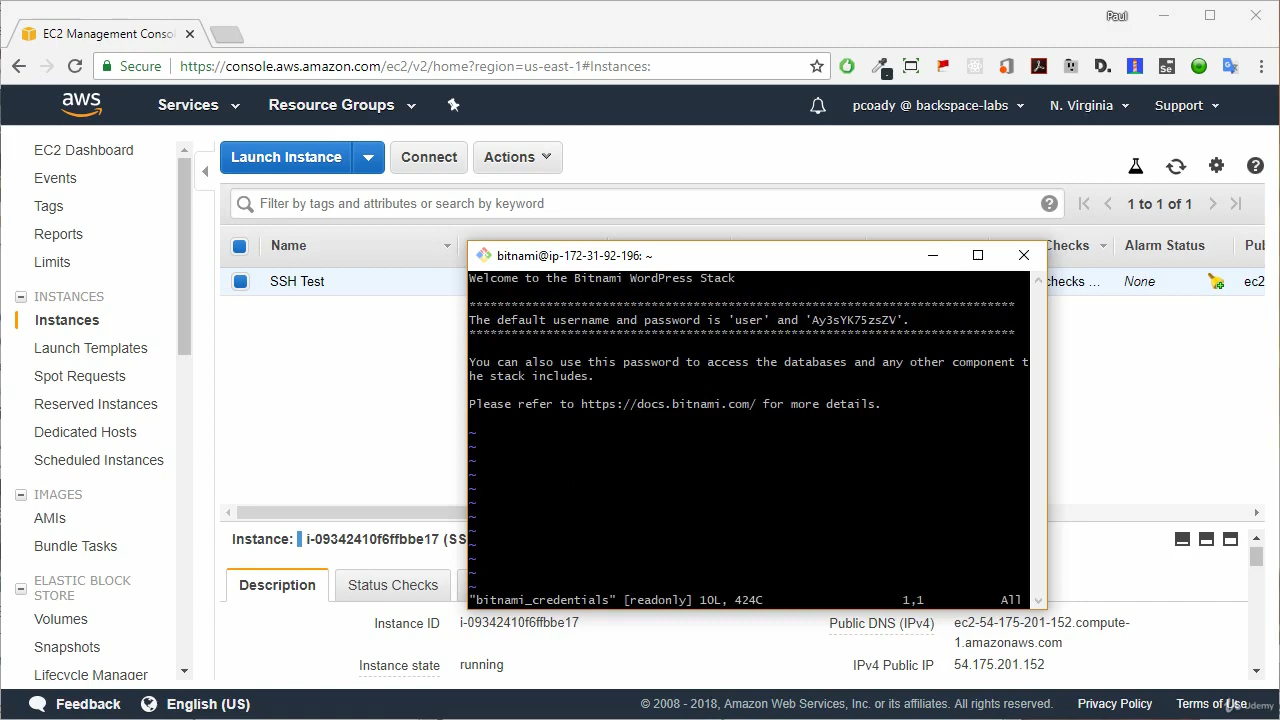 Paul
EC2 Management Conso
Secure
https://console.aws.amazon.com/ec2/v2/home?region=us-east-1#Instances:
aws
Services
Resource Groups
pcoady @ backspace-labs
N. Virginia
Support
EC2 Dashboard
Events
Tags
Reports
Limits
INSTANCES
Instances
Launch Templates
Spot Requests
Reserved Instances
Dedicated Hosts
Scheduled Instances
IMAGES
AMIs
Bundle Tasks
ELASTIC BLOCK
STORE
Volumes
Snapshots
Lifecycle Manager
Launch Instance
Connect
Actions
Filter by tags and attributes or search by keyword
1 to 1 of 1
Name
Checks
Alarm Status
Pub
SSH Test
checks ...
None
ec2
bitnami@ip-172-31-92-196: ~
Welcome to the Bitnami WordPress Stack
******************************************************************************
The default username and password is 'user' and 'Ay3sYK75zsZV'.
******************************************************************************
You can also use this password to access the databases and any other component t
he stack includes.
Please refer to https://docs.bitnami.com/ for more details.
~
~
~
~
~
~
~
~
~
~
~
~
"bitnami_credentials" [readonly] 10L, 424C
1,1
All
Instance:
i-09342410f6ffbbe17 (SS
Description
Status Checks
Instance ID
i-09342410f6ffbbe17
Public DNS (IPv4)
ec2-54-175-201-152.compute-
1.amazonaws.com
Instance state
running
IPv4 Public IP
54.175.201.152
Feedback
English (US)
© 2008 - 2018, Amazon Web Services, Inc. or its affiliates. All rights reserved.
Privacy Policy
Terms of Use
Udemy